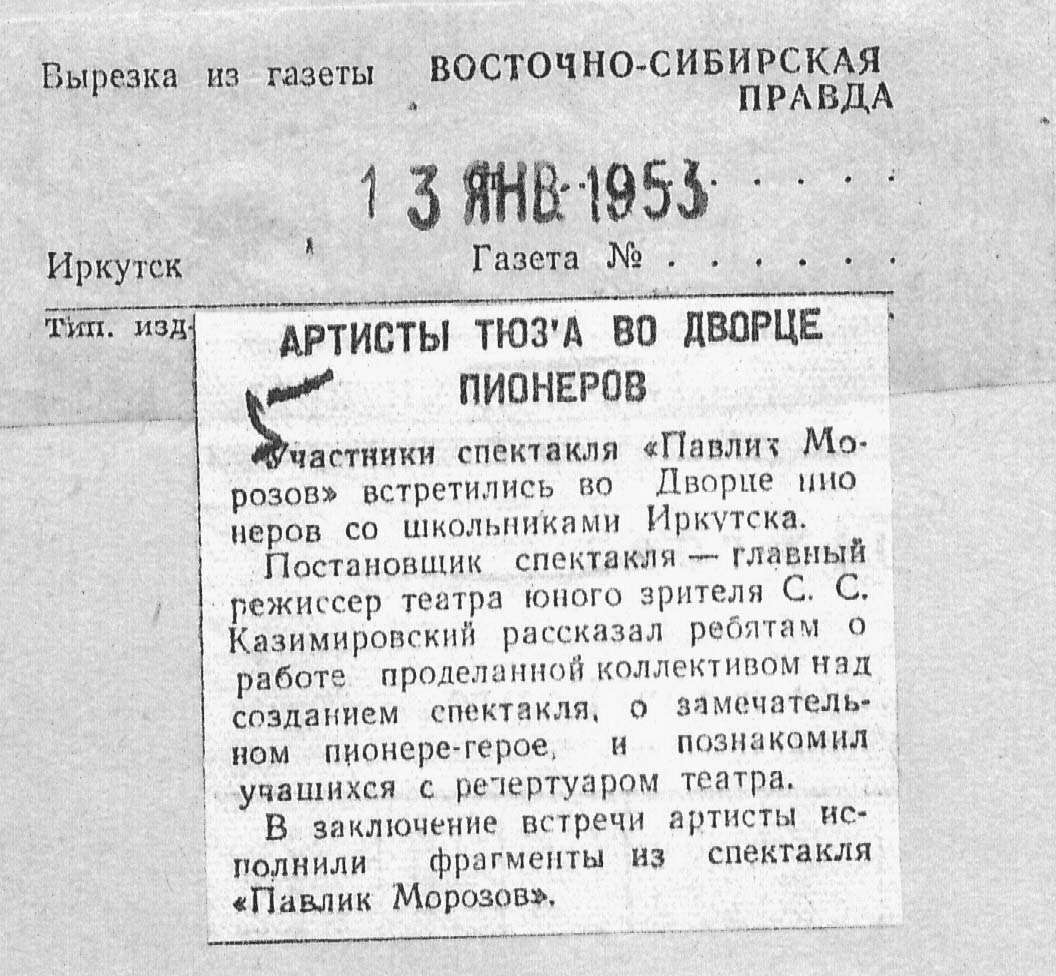 Вырезка из газеты ВОСТОЧНО-СИБИРСКАЯ
ПРАВДА
13 ЯНВ 1953
Иркутск Газета № . . . . . .
Тип. изд-
АРТИСТЫ ТЮЗ'А ВО ДВОРЦЕ
ПИОНЕРОВ
Участники спектакля «Павлик Мо-
розов» встретились во Дворце пио
неров со школьниками Иркутска.
Постановщик спектакля — главный
режиссер театра юного зрителя С. С.
Казимировский рассказал ребятам о
работе проделанной коллективом над
созданием спектакля, о замечатель-
ном пионере-герое, и познакомил
учащихся с репертуаром театра.
В заключение встречи артисты ис-
полнили фрагменты из спектакля
«Павлик Морозов».